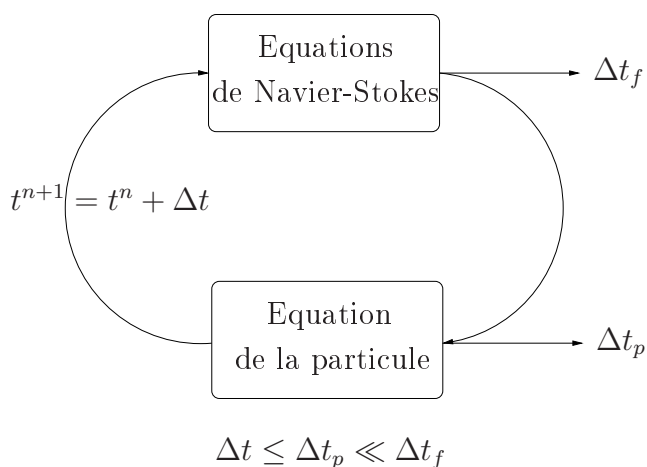 Equations
de Navier-Stokes
Δt_f
t^{n+1} = t^n + Δt
Equation
de la particule
Δt_p
Δt ≤ Δt_p ≪ Δt_f